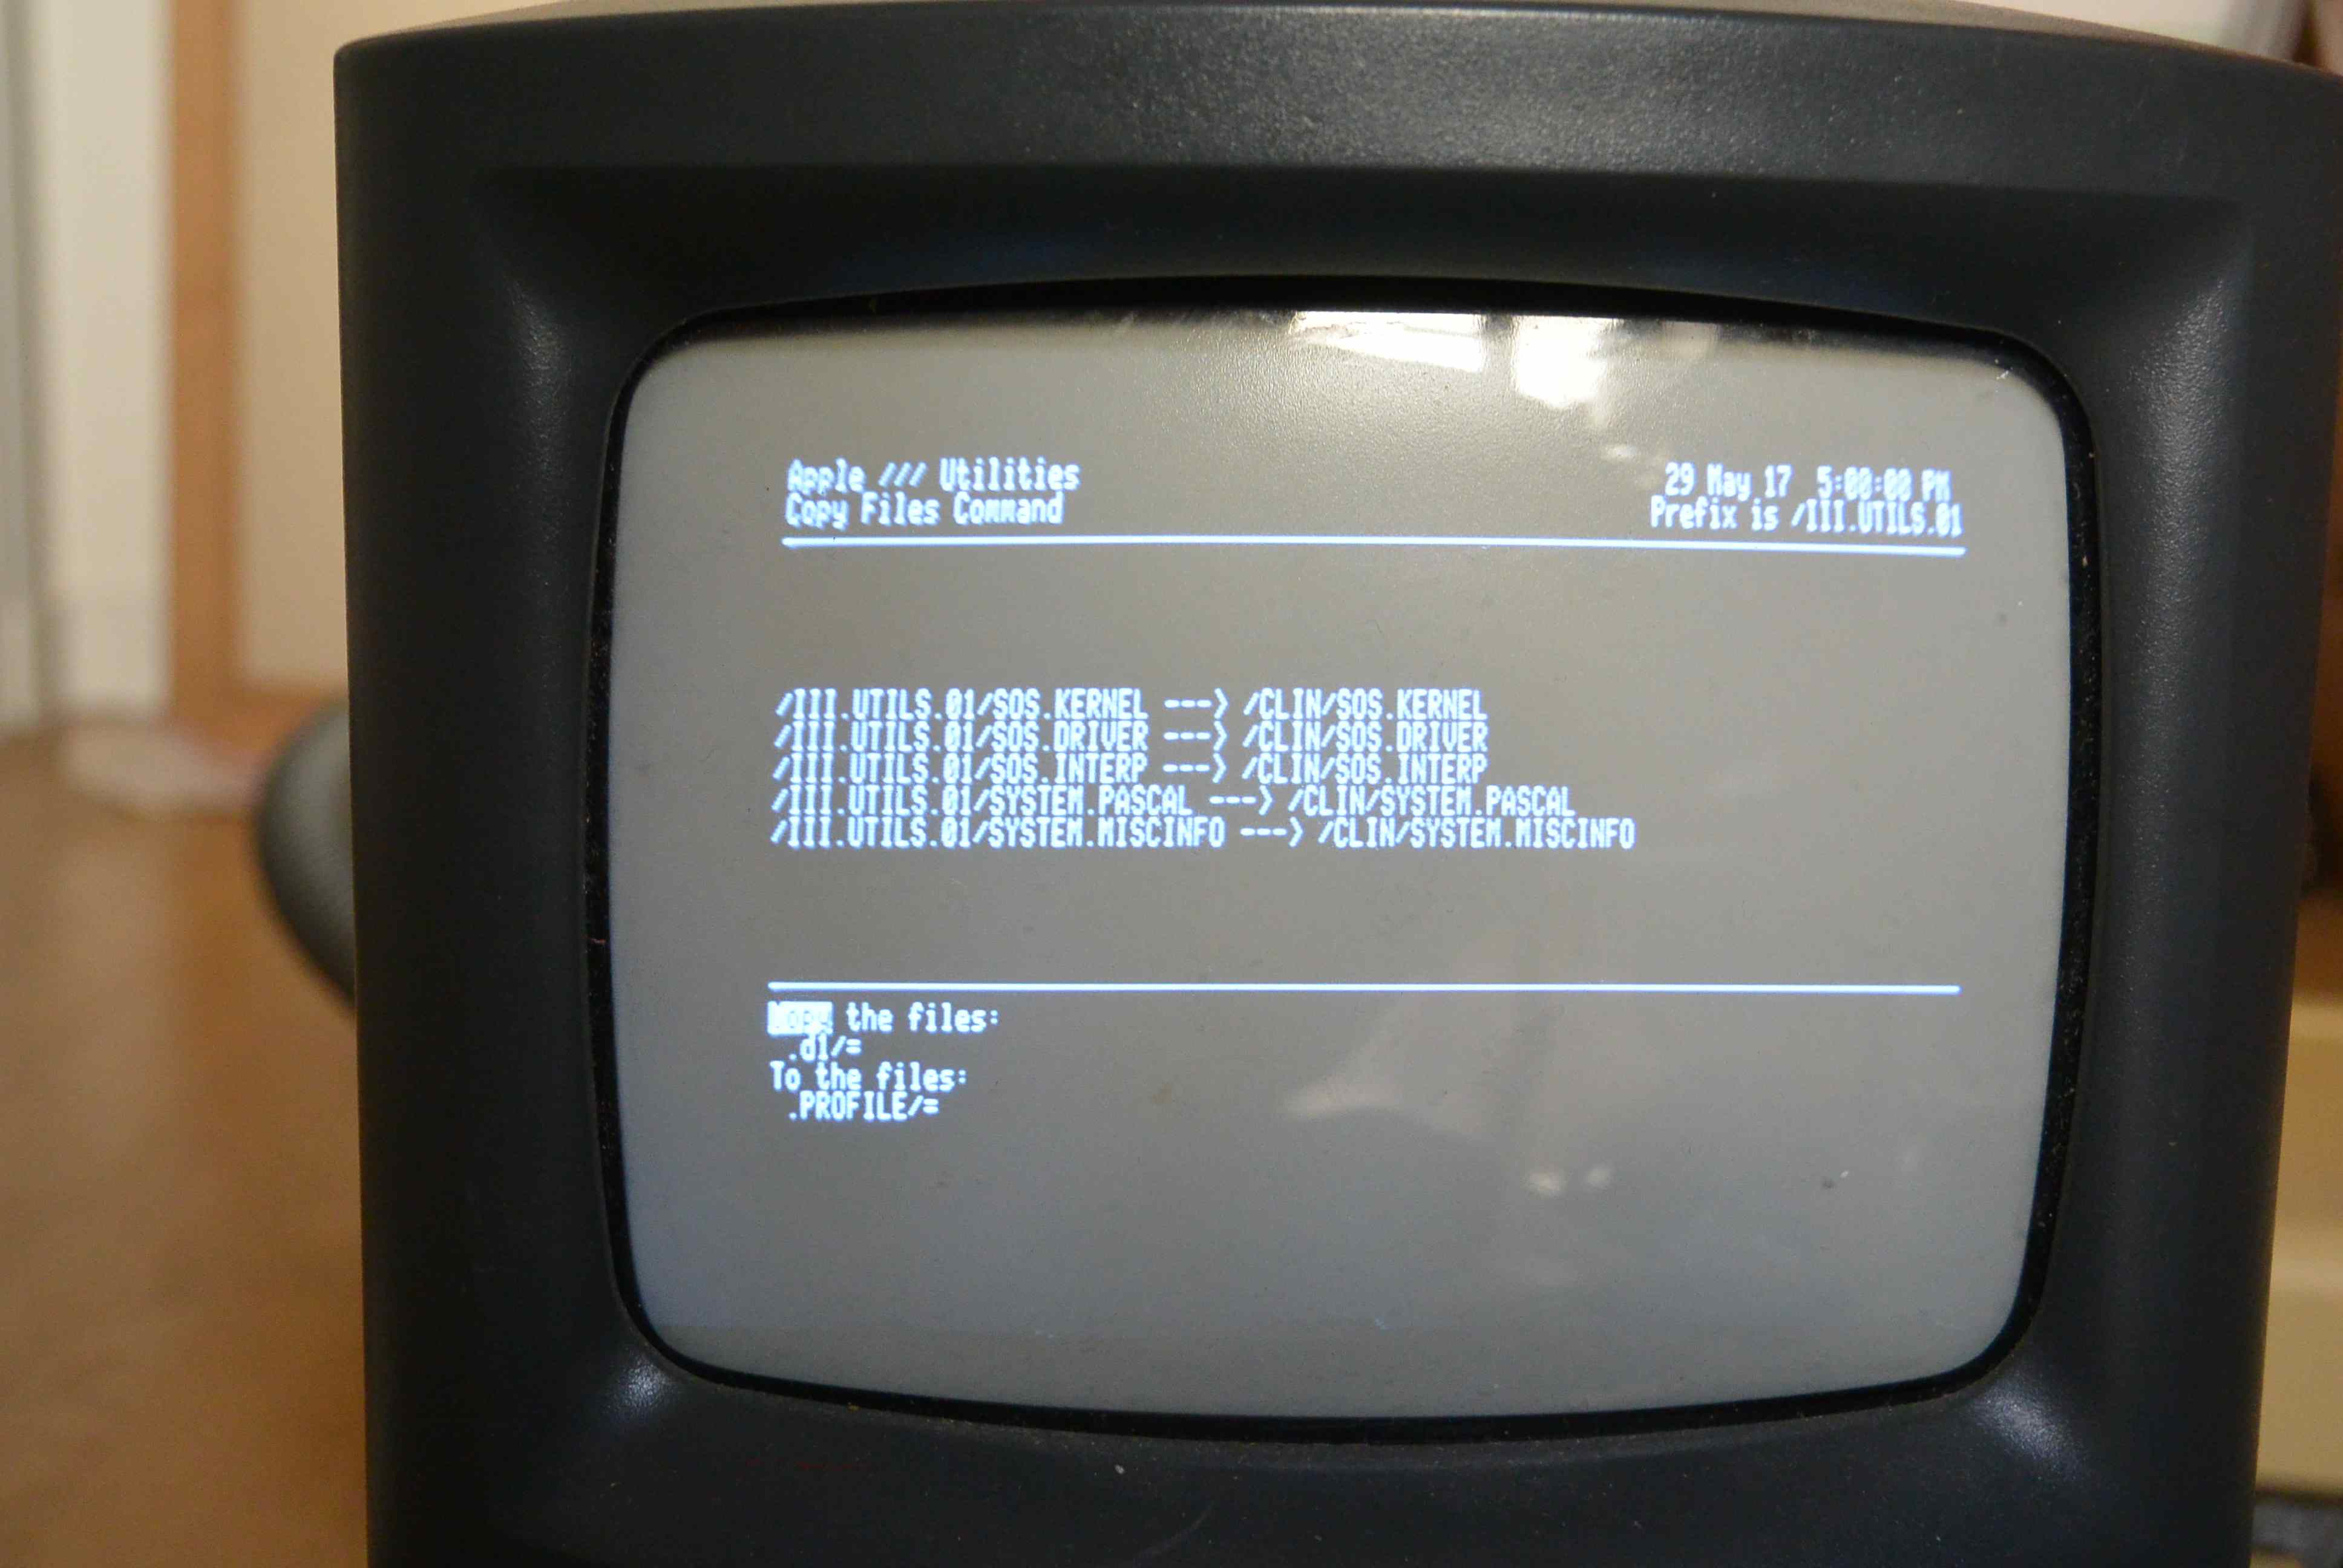 Apple /// Utilities
29 May 17 5:00:00 PM
Copy Files Command
Prefix is /III.UTILS.01
/III.UTILS.01/SOS.KERNEL ---> /CLIN/SOS.KERNEL
/III.UTILS.01/SOS.DRIVER ---> /CLIN/SOS.DRIVER
/III.UTILS.01/SOS.INTERP ---> /CLIN/SOS.INTERP
/III.UTILS.01/SYSTEM.PASCAL ---> /CLIN/SYSTEM.PASCAL
/III.UTILS.01/SYSTEM.MISCINFO ---> /CLIN/SYSTEM.MISCINFO
Copy the files:
.d1/=
To the files:
.PROFILE/=